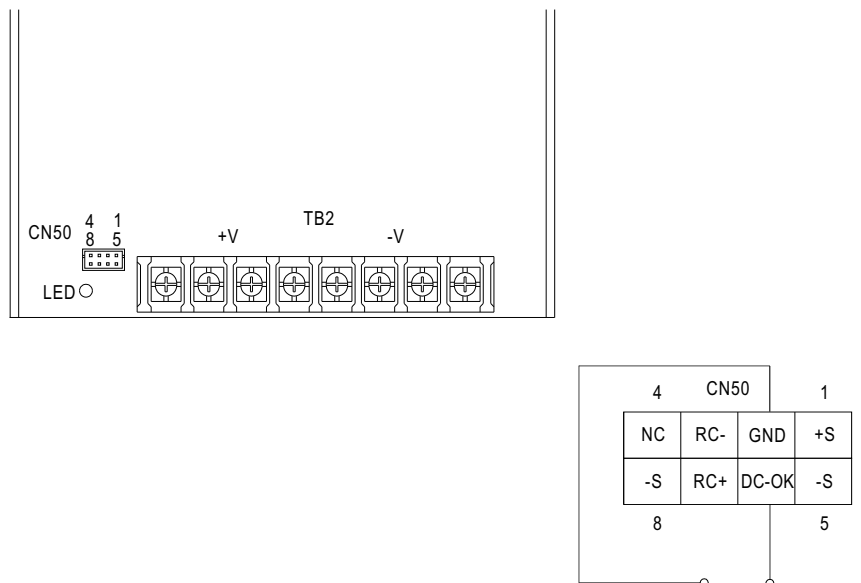 4 1
CN50 8 5
TB2
+V -V
LED
4 CN50 1
NC RC- GND +S
-S RC+ DC-OK -S
8 5